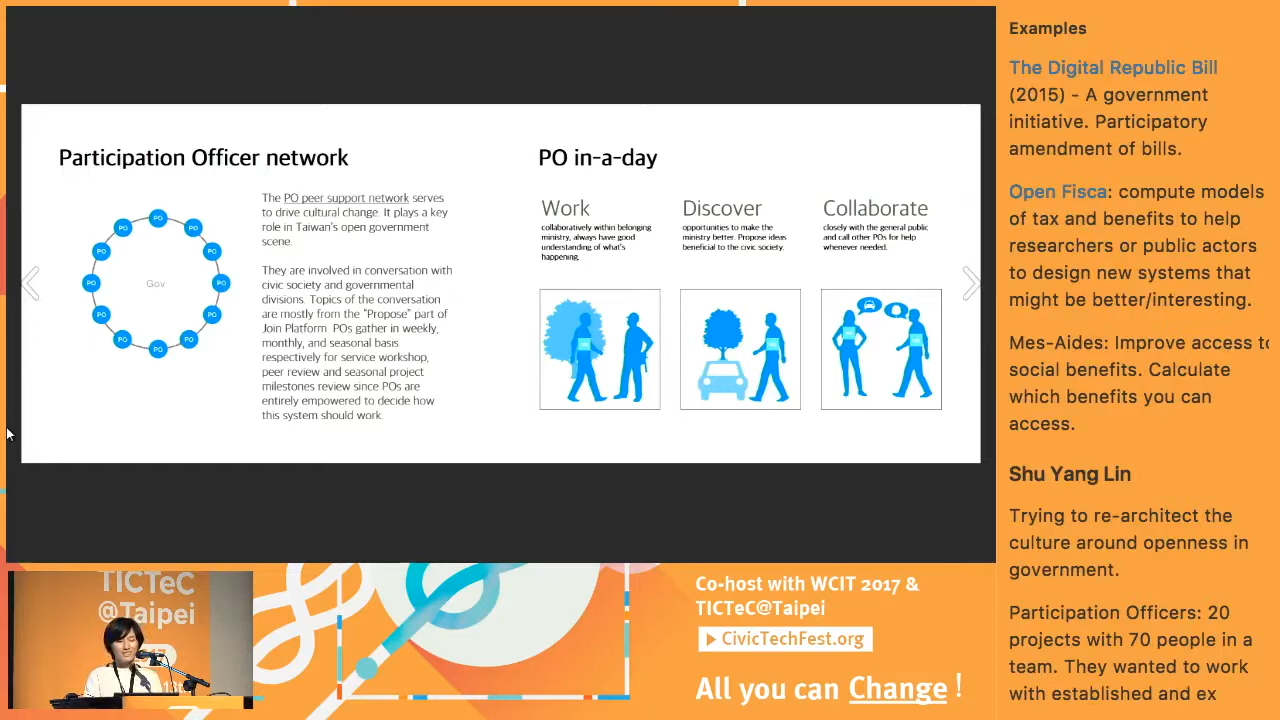 Participation Officer network
PO
PO
PO
PO
PO
PO
PO
PO
PO
PO
PO
PO
Gov
The PO peer support network serves
to drive cultural change. It plays a key
role in Taiwan's open government
scene.
They are involved in conversation with
civic society and governmental
divisions. Topics of the conversation
are mostly from the "Propose" part of
Join Platform. POs gather in weekly,
monthly, and seasonal basis
respectively for service workshop,
peer review and seasonal project
milestones review since POs are
entirely empowered to decide how
this system should work.
PO in-a-day
Work
collaboratively within belonging
ministry, always have good
understanding of what's
happening.
Discover
opportunities to make the
ministry better. Propose ideas
beneficial to the civic society.
Collaborate
closely with the general public
and call other POs for help
whenever needed.
Examples
The Digital Republic Bill
(2015) - A government
initiative. Participatory
amendment of bills.
Open Fisca: compute models
of tax and benefits to help
researchers or public actors
to design new systems that
might be better/interesting.
Mes-Aides: Improve access to
social benefits. Calculate
which benefits you can
access.
Shu Yang Lin
Trying to re-architect the
culture around openness in
government.
Participation Officers: 20
projects with 70 people in a
team. They wanted to work
with established and ex
TICTeC
@Taipei
Co-host with WCIT 2017 &
TICTeC@Taipei
CivicTechFest.org
All you can Change !